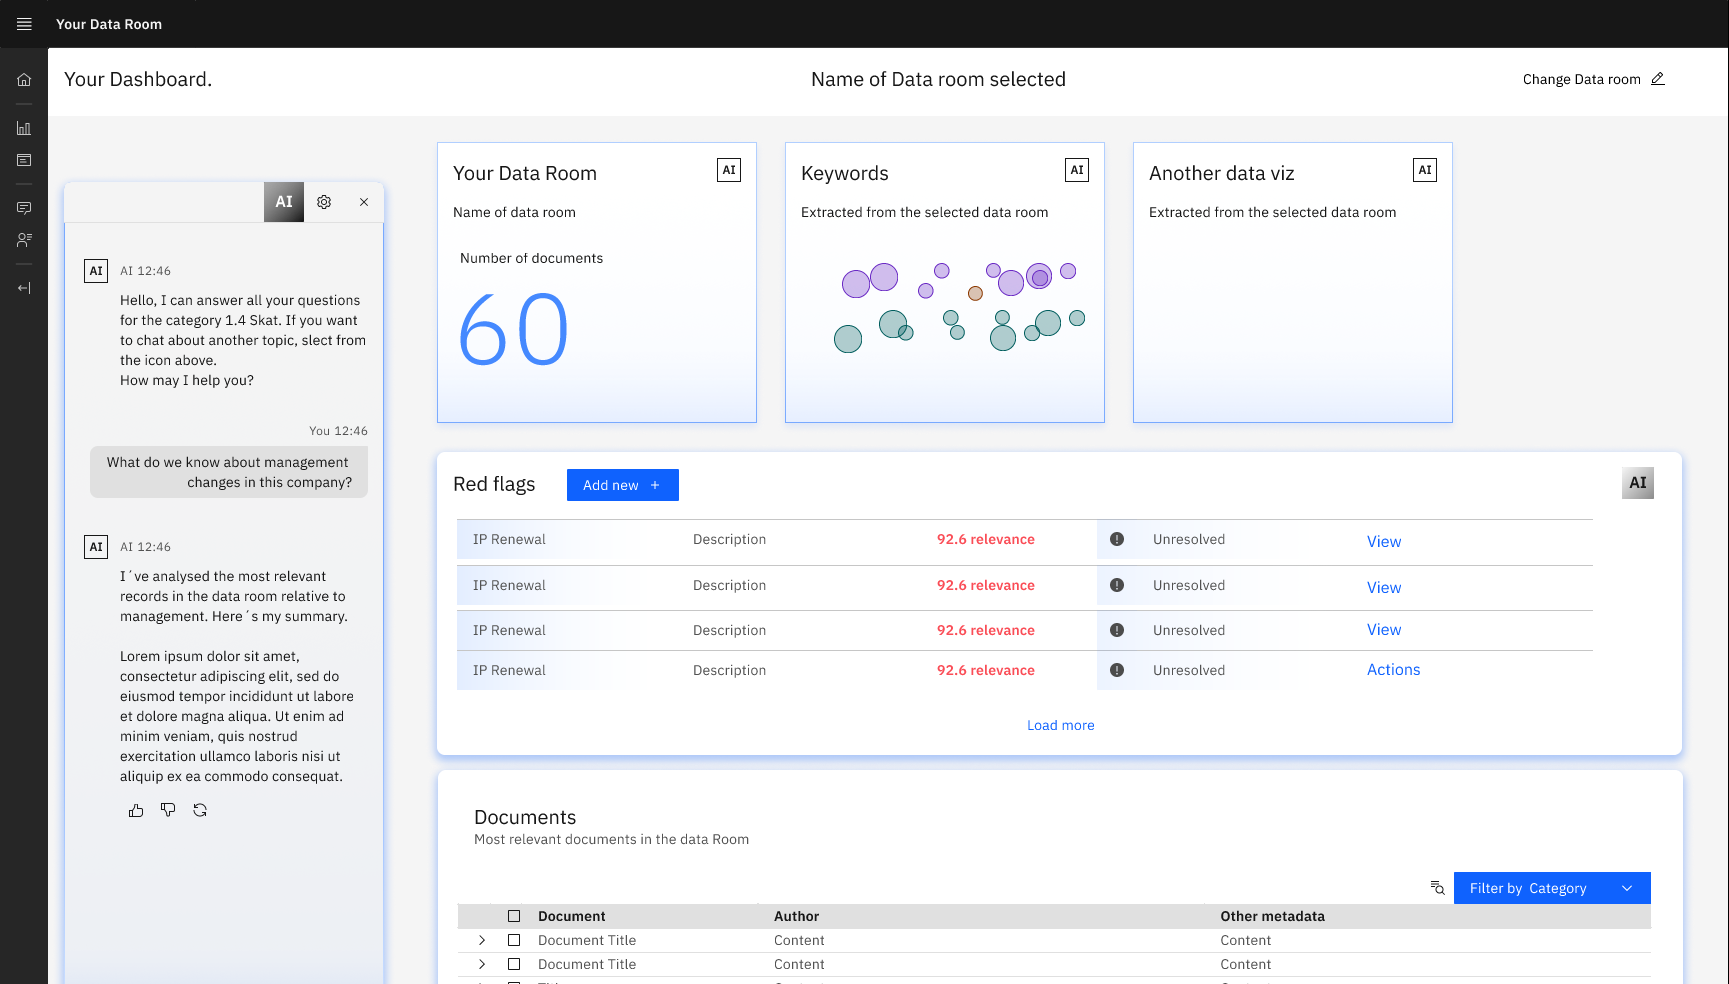 Your Data Room
Your Dashboard.
Name of Data room selected
Change Data room
AI
AI
AI 12:46
Hello, I can answer all your questions
for the category 1.4 Skat. If you want
to chat about another topic, slect from
the icon above.
How may I help you?
You 12:46
What do we know about management
changes in this company?
AI
AI 12:46
I´ve analysed the most relevant
records in the data room relative to
management. Here´s my summary.
Lorem ipsum dolor sit amet,
consectetur adipiscing elit, sed do
eiusmod tempor incididunt ut labore
et dolore magna aliqua. Ut enim ad
minim veniam, quis nostrud
exercitation ullamco laboris nisi ut
aliquip ex ea commodo consequat.
Your Data Room
AI
Name of data room
Number of documents
60
Keywords
AI
Extracted from the selected data room
Another data viz
AI
Extracted from the selected data room
Red flags
Add new +
AI
IP Renewal Description 92.6 relevance Unresolved View
IP Renewal Description 92.6 relevance Unresolved View
IP Renewal Description 92.6 relevance Unresolved View
IP Renewal Description 92.6 relevance Unresolved Actions
Load more
Documents
Most relevant documents in the data Room
Filter by Category
Document Author Other metadata
Document Title Content Content
Document Title Content Content